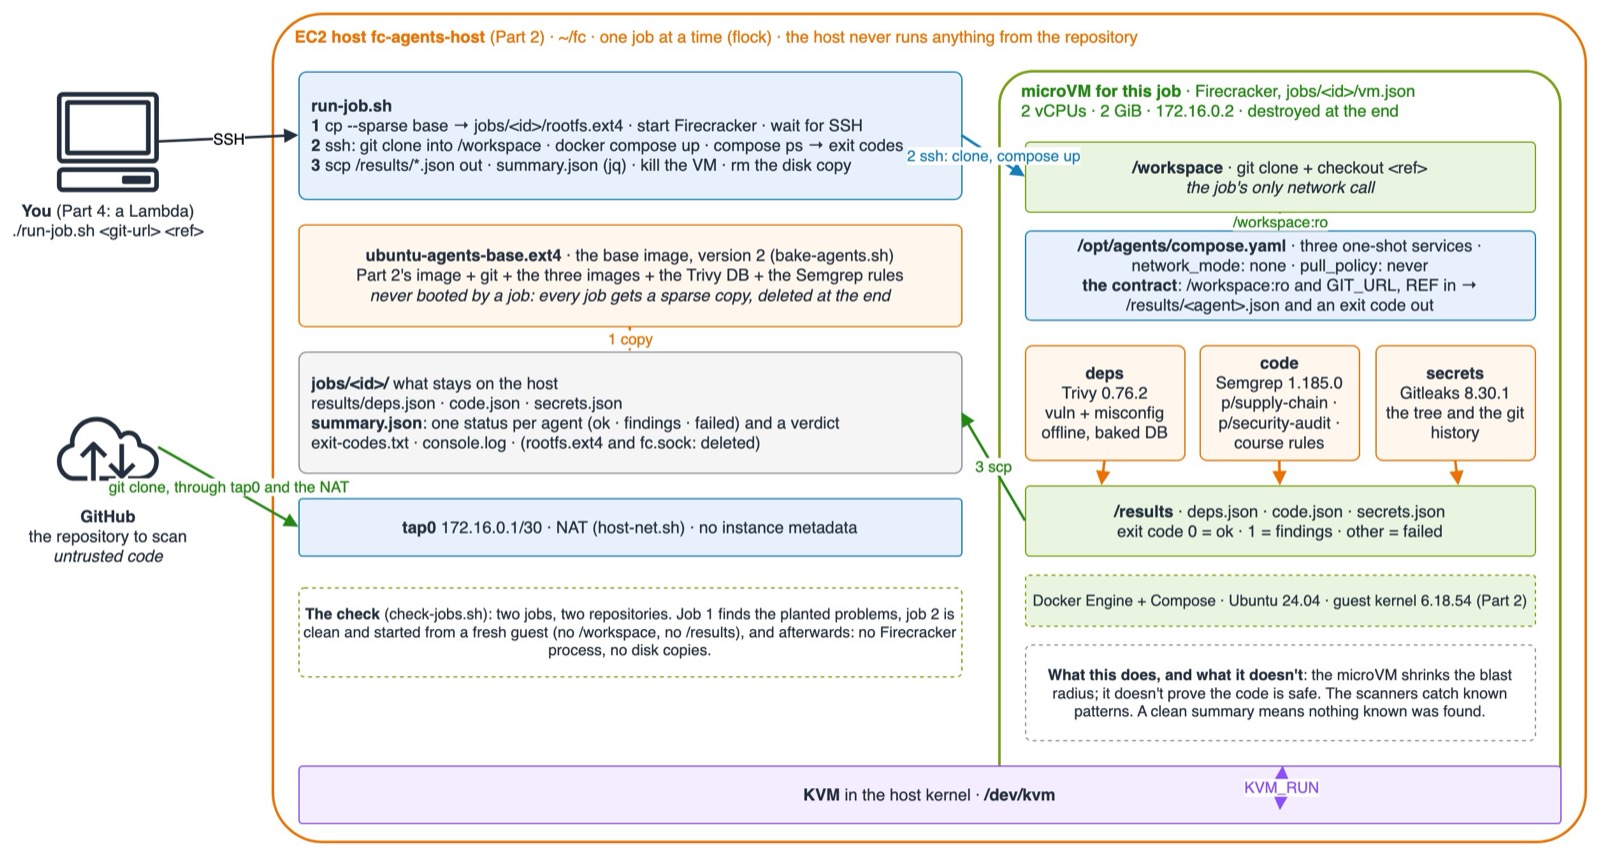 EC2 host fc-agents-host (Part 2) · ~/fc · one job at a time (flock) · the host never runs anything from the repository
SSH
You (Part 4: a Lambda)
./run-job.sh <git-url> <ref>
run-job.sh
1 cp --sparse base → jobs/<id>/rootfs.ext4 · start Firecracker · wait for SSH
2 ssh: git clone into /workspace · docker compose up · compose ps → exit codes
3 scp /results/*.json out · summary.json (jq) · kill the VM · rm the disk copy
2 ssh: clone, compose up
ubuntu-agents-base.ext4 · the base image, version 2 (bake-agents.sh)
Part 2's image + git + the three images + the Trivy DB + the Semgrep rules
never booted by a job: every job gets a sparse copy, deleted at the end
1 copy
jobs/<id>/ what stays on the host
results/deps.json · code.json · secrets.json
summary.json: one status per agent (ok · findings · failed) and a verdict
exit-codes.txt · console.log · (rootfs.ext4 and fc.sock: deleted)
3 scp
git clone, through tap0 and the NAT
GitHub
the repository to scan
untrusted code
tap0 172.16.0.1/30 · NAT (host-net.sh) · no instance metadata
The check (check-jobs.sh): two jobs, two repositories. Job 1 finds the planted problems, job 2 is
clean and started from a fresh guest (no /workspace, no /results), and afterwards: no Firecracker
process, no disk copies.
microVM for this job · Firecracker, jobs/<id>/vm.json
2 vCPUs · 2 GiB · 172.16.0.2 · destroyed at the end
/workspace · git clone + checkout <ref>
the job's only network call
/workspace:ro
/opt/agents/compose.yaml · three one-shot services ·
network_mode: none · pull_policy: never
the contract: /workspace:ro and GIT_URL, REF in →
/results/<agent>.json and an exit code out
deps
Trivy 0.76.2
vuln + misconfig
offline, baked DB
code
Semgrep 1.185.0
p/supply-chain ·
p/security-audit ·
course rules
secrets
Gitleaks 8.30.1
the tree and the git
history
/results · deps.json · code.json · secrets.json
exit code 0 = ok · 1 = findings · other = failed
Docker Engine + Compose · Ubuntu 24.04 · guest kernel 6.18.54 (Part 2)
What this does, and what it doesn't: the microVM shrinks the blast
radius; it doesn't prove the code is safe. The scanners catch known
patterns. A clean summary means nothing known was found.
KVM in the host kernel · /dev/kvm
KVM_RUN